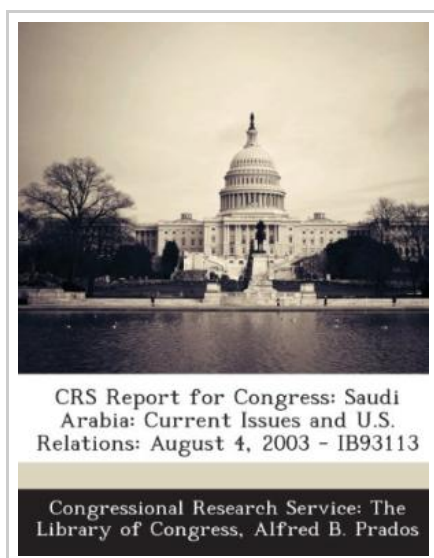 CRS Report for Congress: Saudi
Arabia: Current Issues and U.S.
Relations: August 4, 2003 - IB93113
Congressional Research Service: The
Library of Congress, Alfred B. Prados